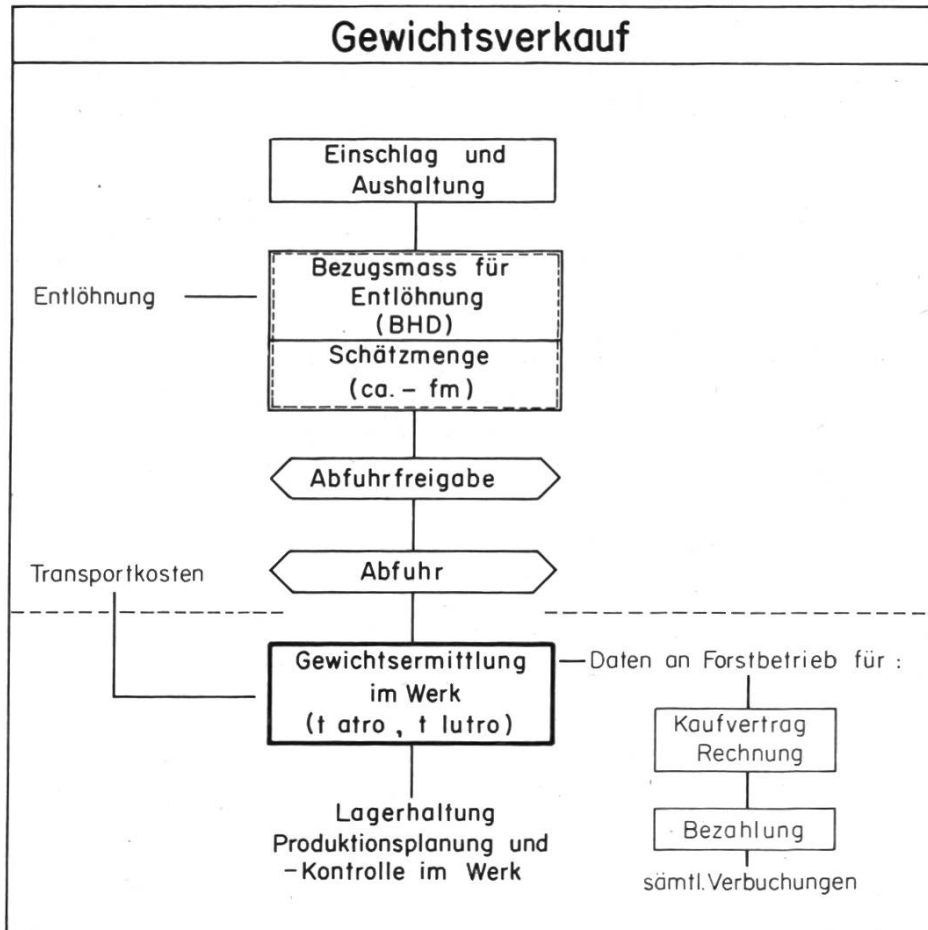 Gewichtsverkauf
Einschlag und
Aushaltung
Bezugsmass für
Entlöhnung
(BHD)
Entlöhnung
Schätzmenge
(ca. – fm)
Abfuhrfreigabe
Abfuhr
Transportkosten
Gewichtsermittlung
im Werk
(t atro , t lutro)
Daten an Forstbetrieb für :
Kaufvertrag
Rechnung
Bezahlung
sämtl. Verbuchungen
Lagerhaltung
Produktionsplanung und
–Kontrolle im Werk